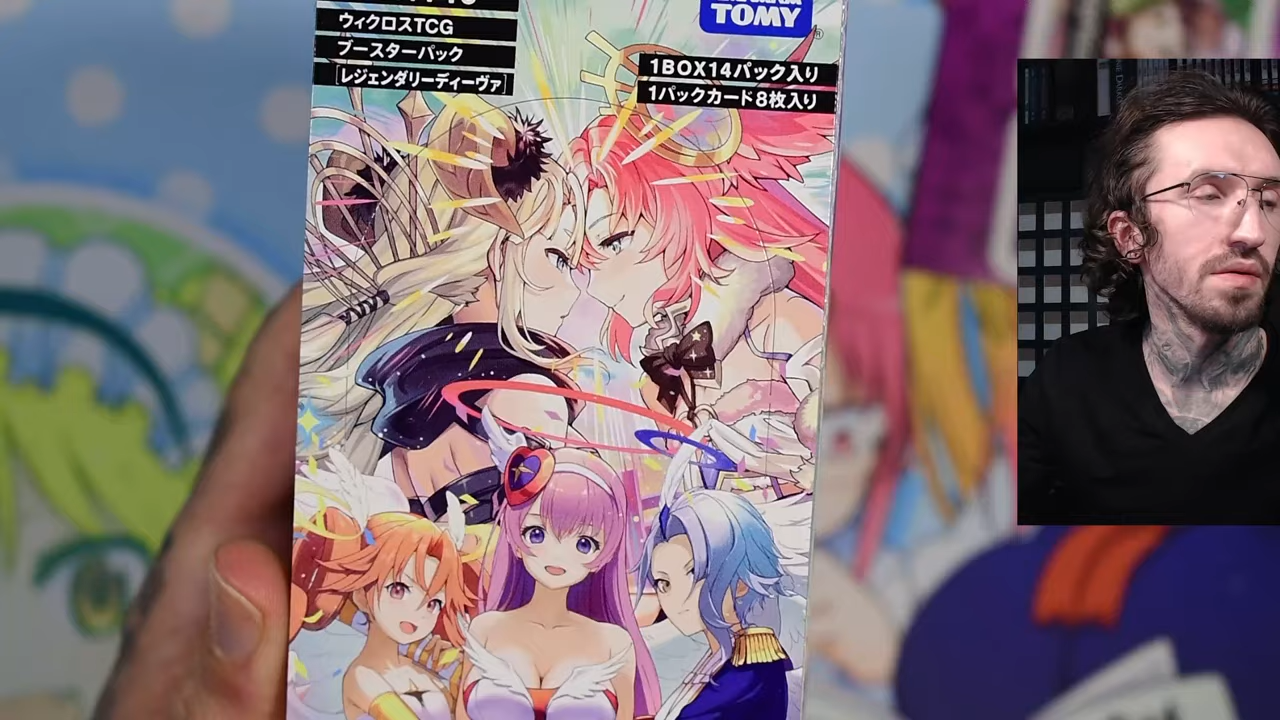 ウィクロスTCG
ブースターパック
[レジェンダリーディーヴァ]
TOMY
®
1BOX14パック入り
1パックカード8枚入り